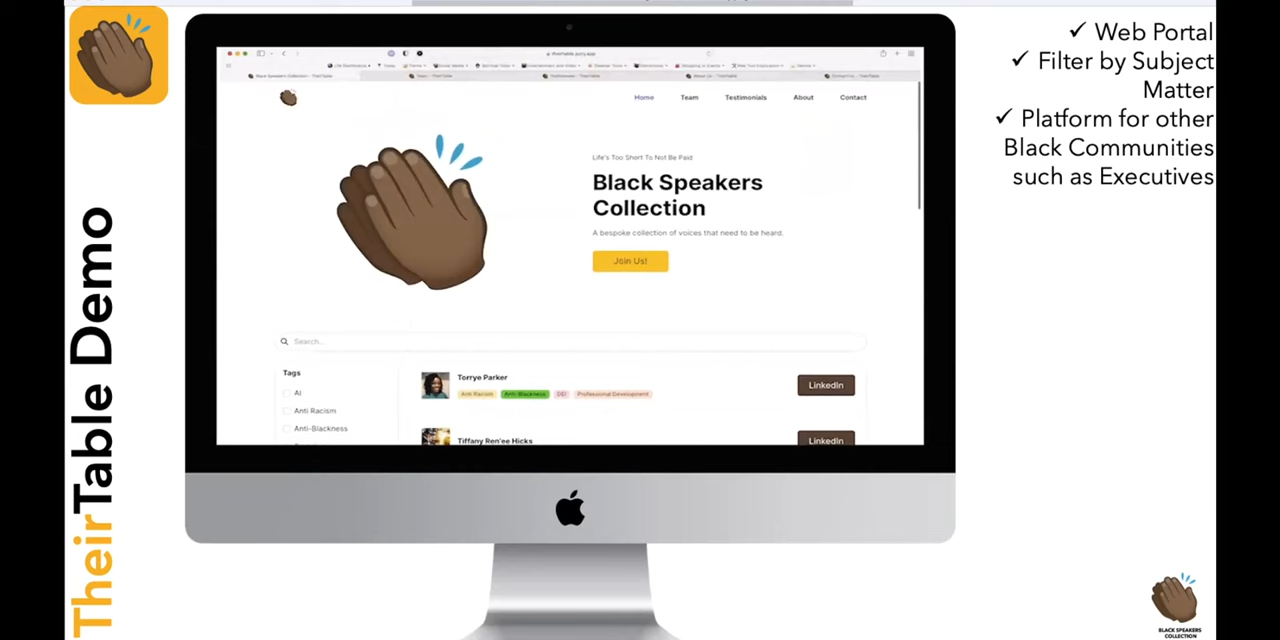 TheirTable Demo
Home
Team
Testimonials
About
Contact
Life's Too Short To Not Be Paid
Black Speakers
Collection
A bespoke collection of voices that need to be heard.
Join Us!
Search...
Tags
AI
Anti Racism
Anti-Blackness
Torrye Parker
Anti Racism
Anti-Blackness
DEI
Professional Development
LinkedIn
Tiffany Ren'ee Hicks
LinkedIn
✓ Web Portal
✓ Filter by Subject
Matter
✓ Platform for other
Black Communities
such as Executives
BLACK SPEAKERS
COLLECTION